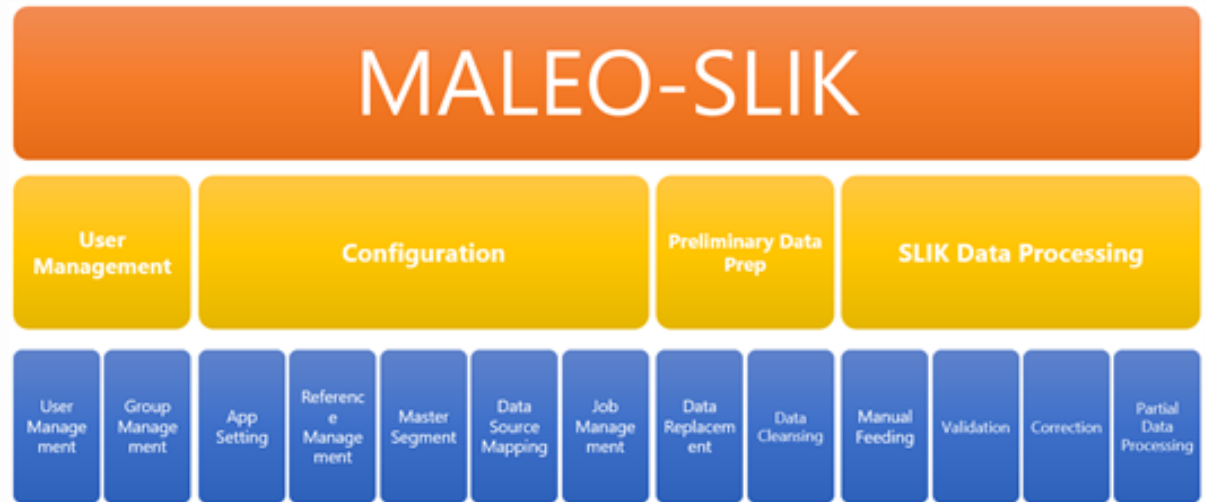 MALEO-SLIK
User
Management
Configuration
Preliminary Data
Prep
SLIK Data Processing
User
Manage
ment
Group
Manage
ment
App
Setting
Referenc
e
Manage
ment
Master
Segment
Data
Source
Mapping
Job
Manage
ment
Data
Replacem
ent
Data
Cleansing
Manual
Feeding
Validation
Correction
Partial
Data
Processing